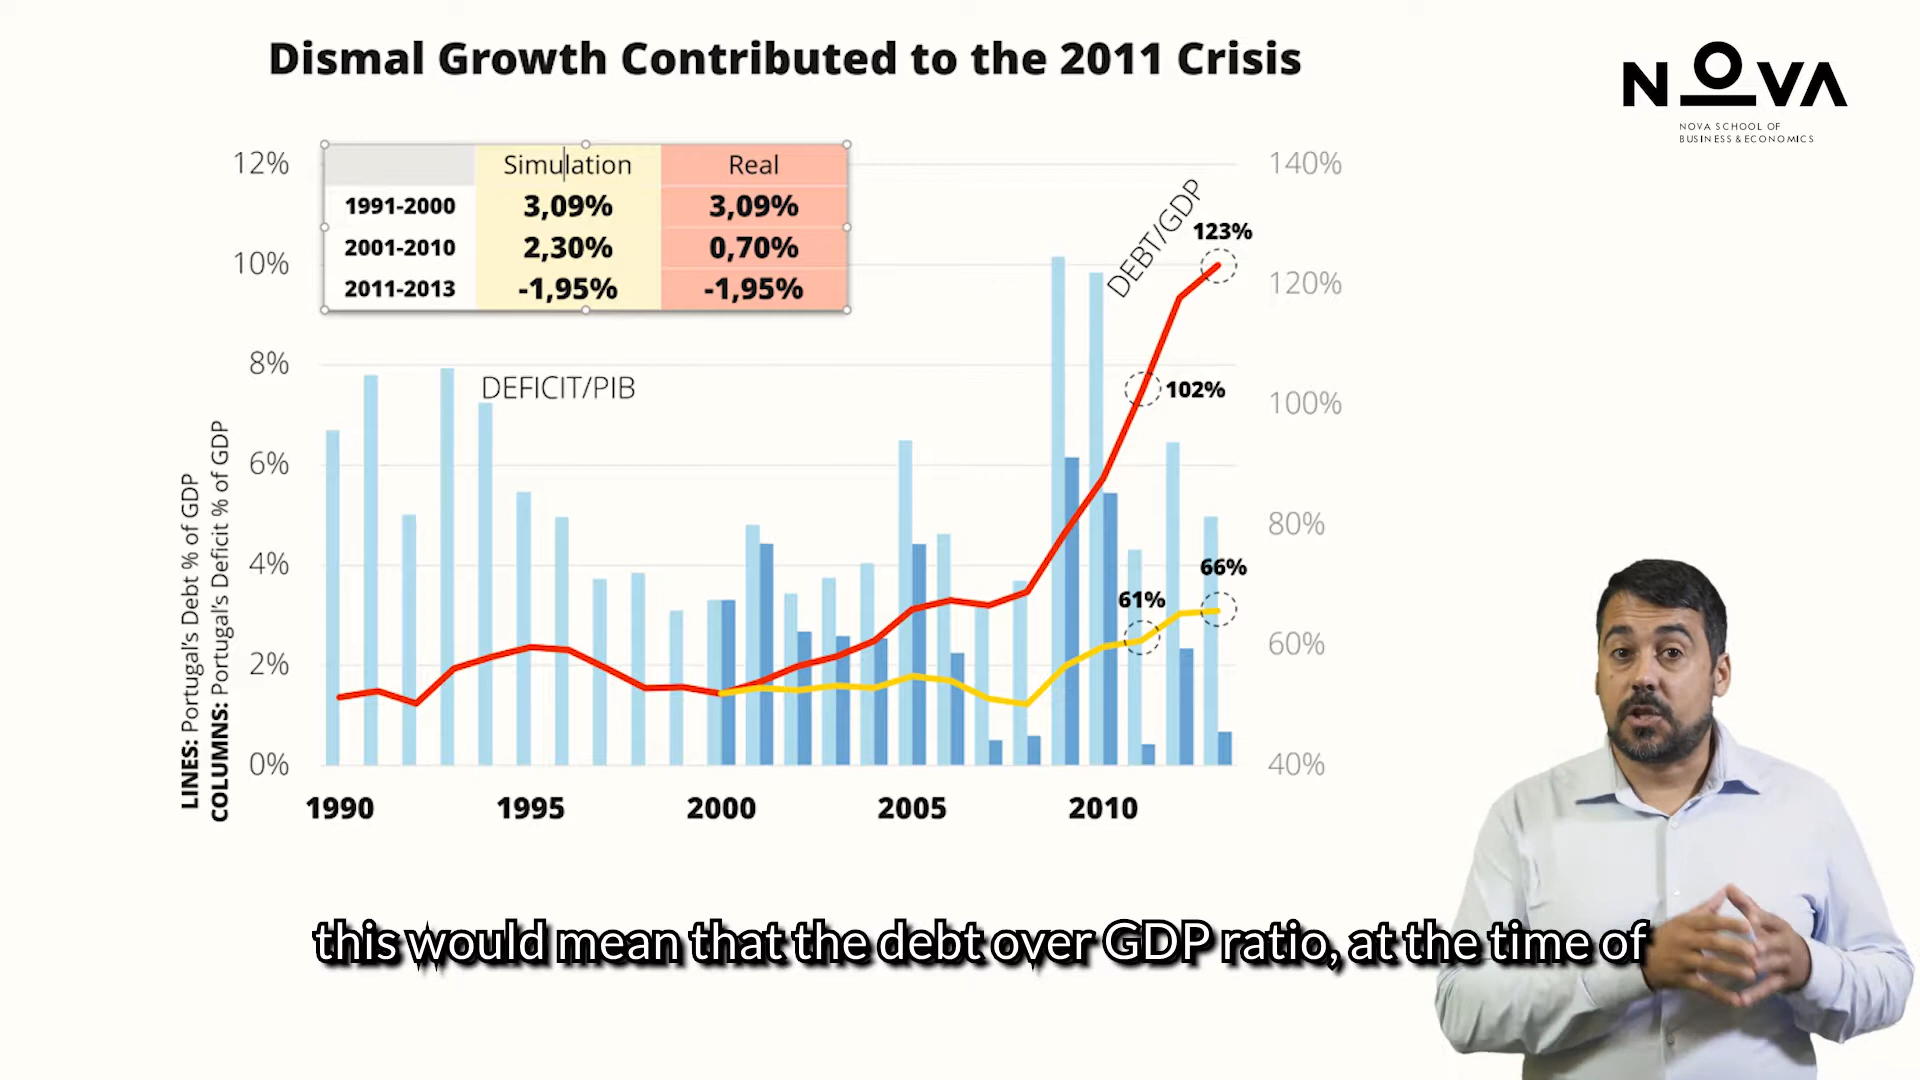 Dismal Growth Contributed to the 2011 Crisis
NOVA
NOVA SCHOOL OF
BUSINESS & ECONOMICS
Simulation Real
1991-2000 3,09% 3,09%
2001-2010 2,30% 0,70%
2011-2013 -1,95% -1,95%
12%
10%
8%
6%
4%
2%
0%
140%
120%
100%
80%
60%
40%
DEBT/GDP
123%
102%
DEFICIT/PIB
66%
61%
LINES: Portugal's Debt % of GDP
COLUMNS: Portugal's Deficit % of GDP
1990 1995 2000 2005 2010
this would mean that the debt over GDP ratio, at the time of